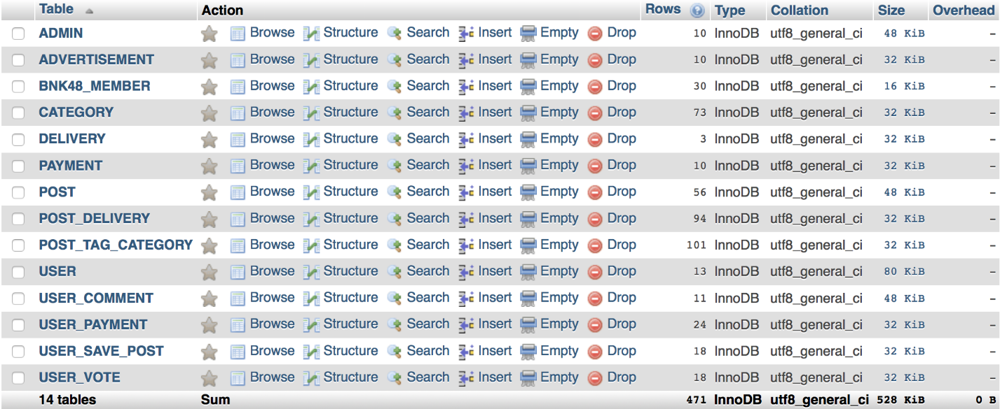 Table Action Rows Type Collation Size Overhead
ADMIN Browse Structure Search Insert Empty Drop 10 InnoDB utf8_general_ci 48 KiB –
ADVERTISEMENT Browse Structure Search Insert Empty Drop 10 InnoDB utf8_general_ci 32 KiB –
BNK48_MEMBER Browse Structure Search Insert Empty Drop 30 InnoDB utf8_general_ci 16 KiB –
CATEGORY Browse Structure Search Insert Empty Drop 73 InnoDB utf8_general_ci 32 KiB –
DELIVERY Browse Structure Search Insert Empty Drop 3 InnoDB utf8_general_ci 32 KiB –
PAYMENT Browse Structure Search Insert Empty Drop 10 InnoDB utf8_general_ci 32 KiB –
POST Browse Structure Search Insert Empty Drop 56 InnoDB utf8_general_ci 48 KiB –
POST_DELIVERY Browse Structure Search Insert Empty Drop 94 InnoDB utf8_general_ci 32 KiB –
POST_TAG_CATEGORY Browse Structure Search Insert Empty Drop 101 InnoDB utf8_general_ci 32 KiB –
USER Browse Structure Search Insert Empty Drop 13 InnoDB utf8_general_ci 80 KiB –
USER_COMMENT Browse Structure Search Insert Empty Drop 11 InnoDB utf8_general_ci 48 KiB –
USER_PAYMENT Browse Structure Search Insert Empty Drop 24 InnoDB utf8_general_ci 32 KiB –
USER_SAVE_POST Browse Structure Search Insert Empty Drop 18 InnoDB utf8_general_ci 32 KiB –
USER_VOTE Browse Structure Search Insert Empty Drop 18 InnoDB utf8_general_ci 32 KiB –
14 tables Sum 471 InnoDB utf8_general_ci 528 KiB 0 B